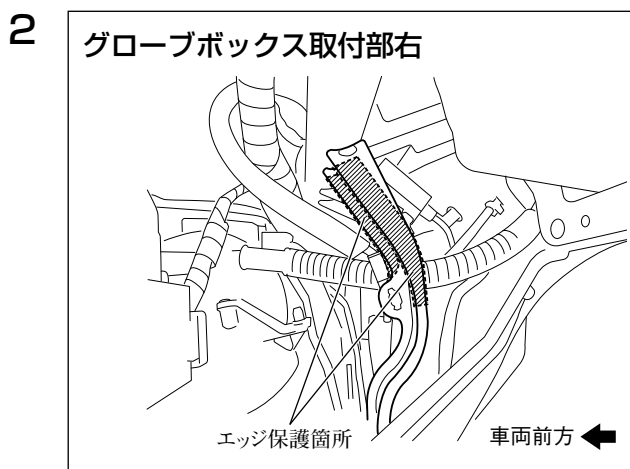 2
グローブボックス取付部右
エッジ保護箇所
車両前方